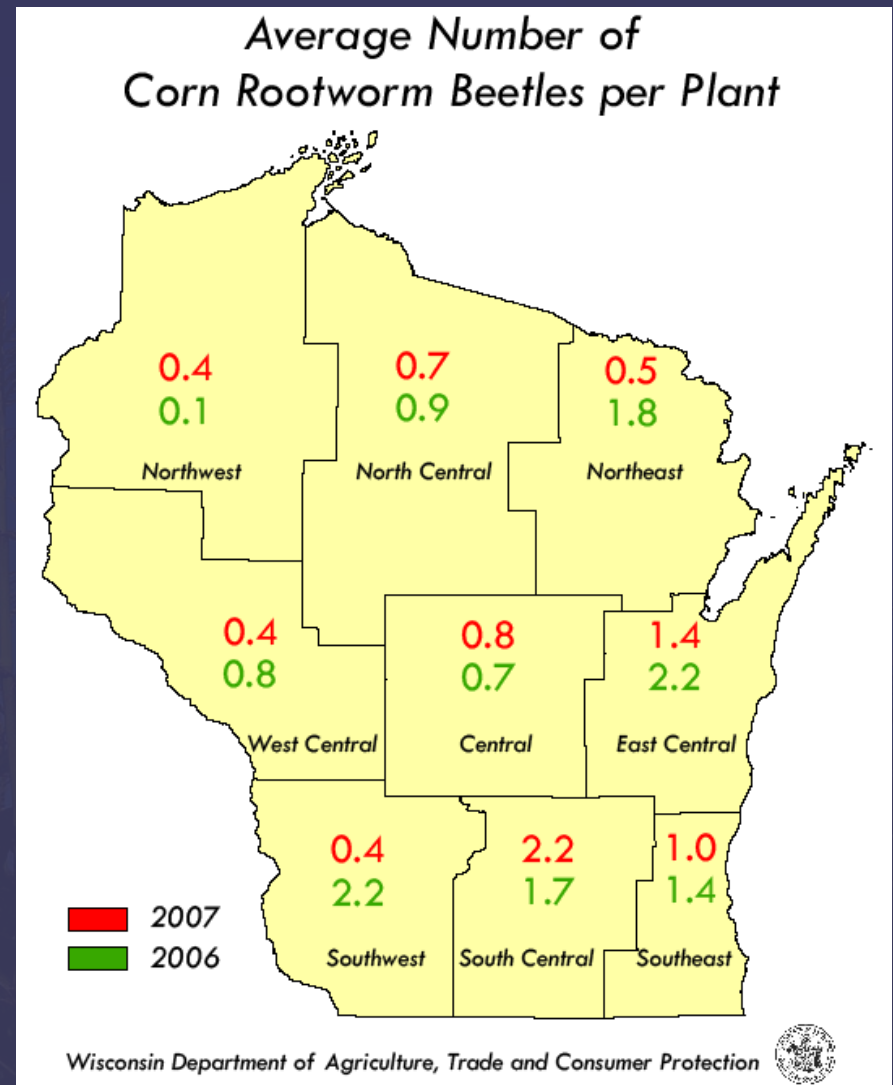 Average Number of
Corn Rootworm Beetles per Plant
0.4
0.1
Northwest
0.7
0.9
North Central
0.5
1.8
Northeast
0.4
0.8
West Central
0.8
0.7
Central
1.4
2.2
East Central
0.4
2.2
Southwest
2.2
1.7
South Central
1.0
1.4
Southeast
2007
2006
Wisconsin Department of Agriculture, Trade and Consumer Protection